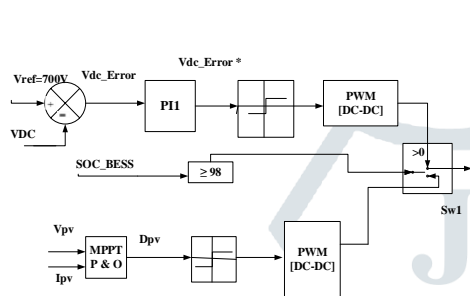 Vdc_Error *
Vref=700V
Vdc_Error
+
=
PI1
PWM
[DC-DC]
VDC
>0
SOC_BESS
≥ 98
Sw1
Vpv
Dpv
MPPT
P & O
Ipv
PWM
[DC-DC]
J